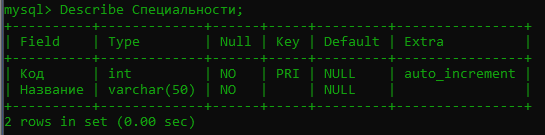 mysql> Describe Специальности;
+----------+-------------+------+-----+---------+----------------+
| Field    | Type        | Null | Key | Default | Extra          |
+----------+-------------+------+-----+---------+----------------+
| Код      | int         | NO   | PRI | NULL    | auto_increment |
| Название | varchar(50) | NO   |     | NULL    |                |
+----------+-------------+------+-----+---------+----------------+
2 rows in set (0.00 sec)